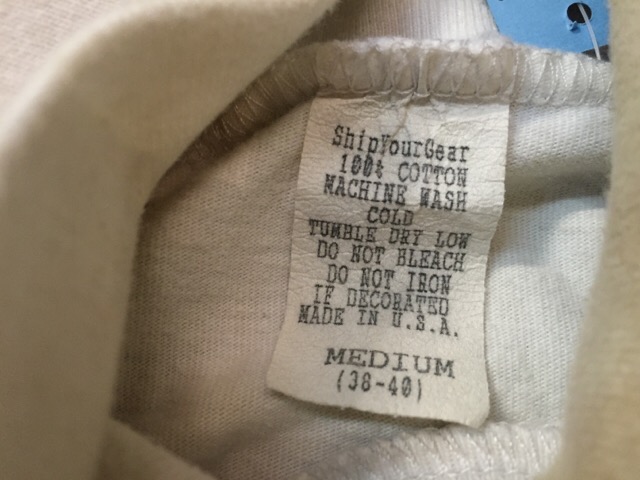 ShipYourGear
100% COTTON
MACHINE WASH
COLD
TUMBLE DRY LOW
DO NOT BLEACH
DO NOT IRON
IF DECORATED
MADE IN U.S.A.
MEDIUM
(38-40)